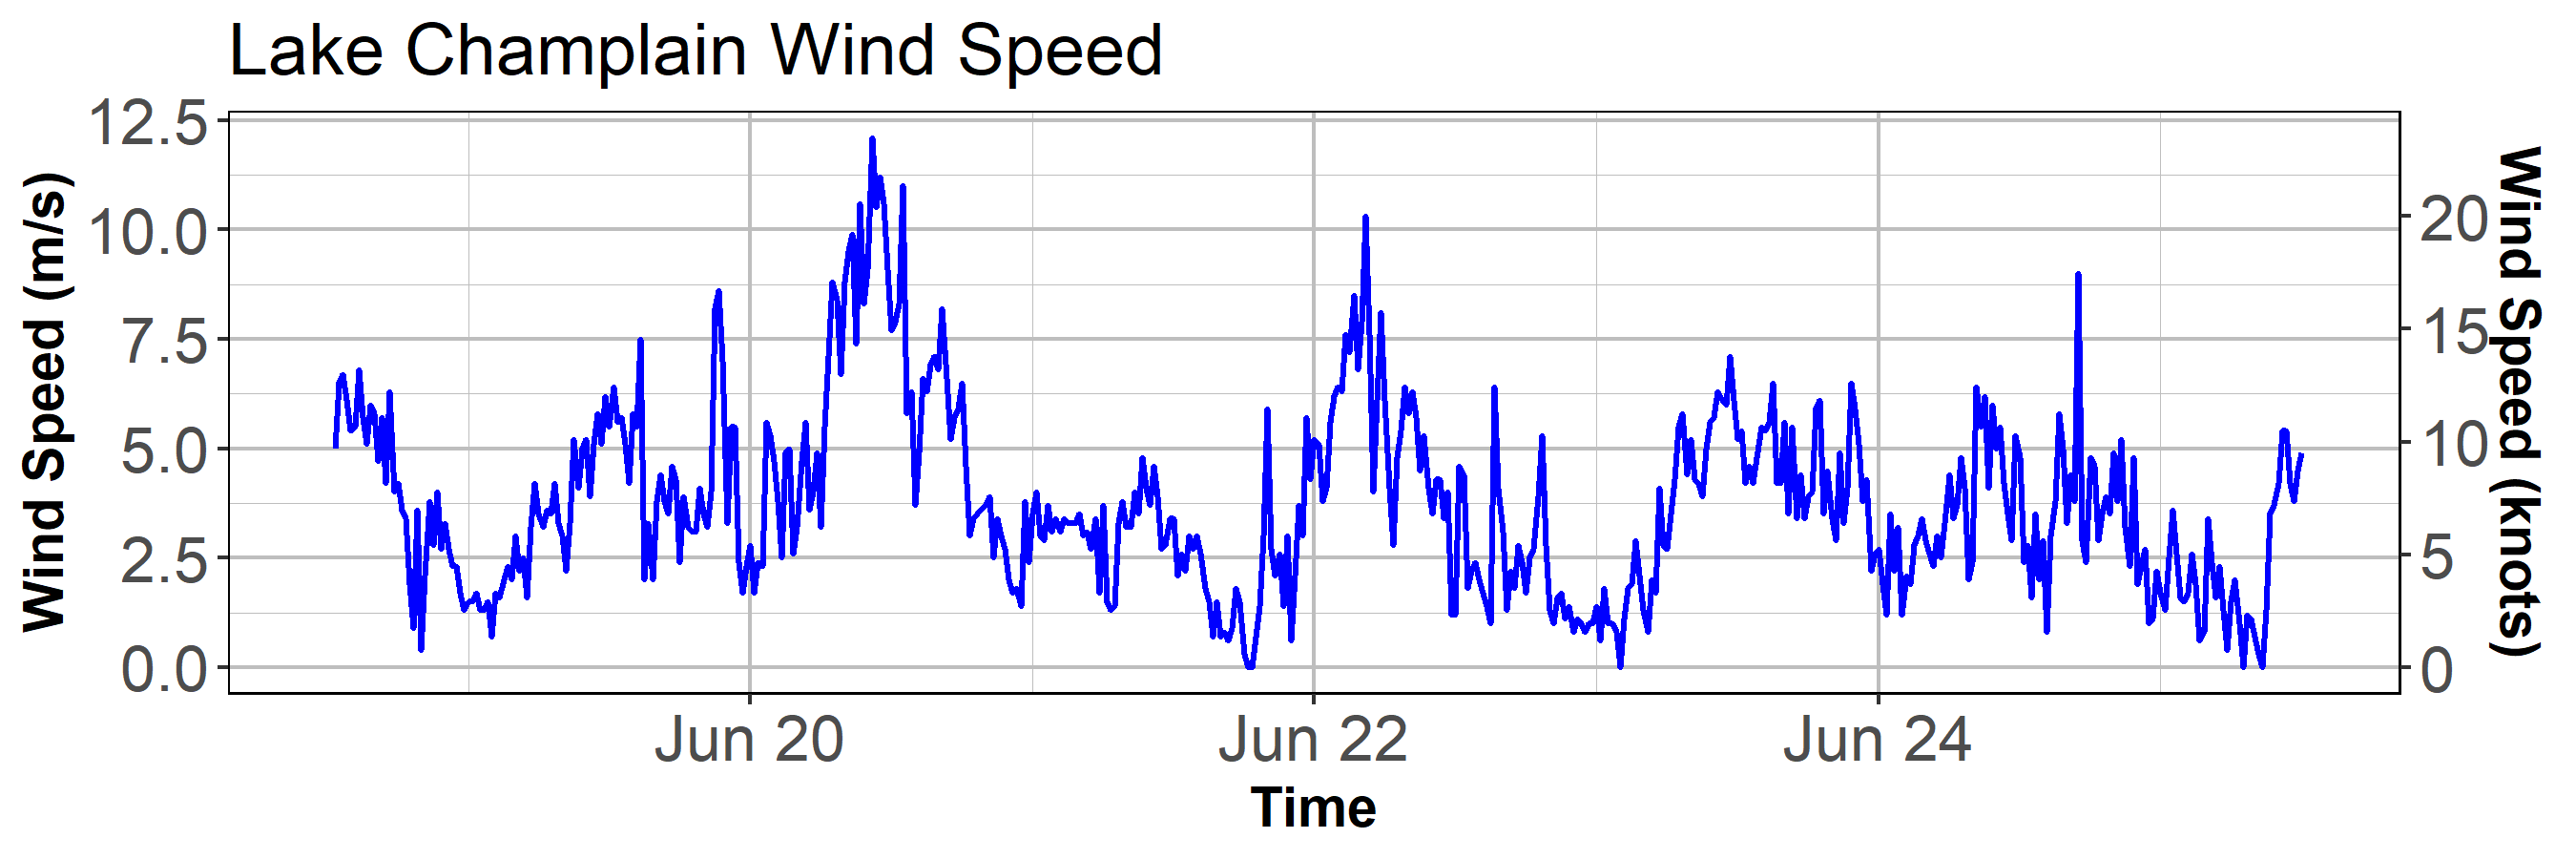 Lake Champlain Wind Speed
Wind Speed (m/s)
12.5
10.0
7.5
5.0
2.5
0.0
20
15
10
5
0
Wind Speed (knots)
Jun 20
Jun 22
Jun 24
Time